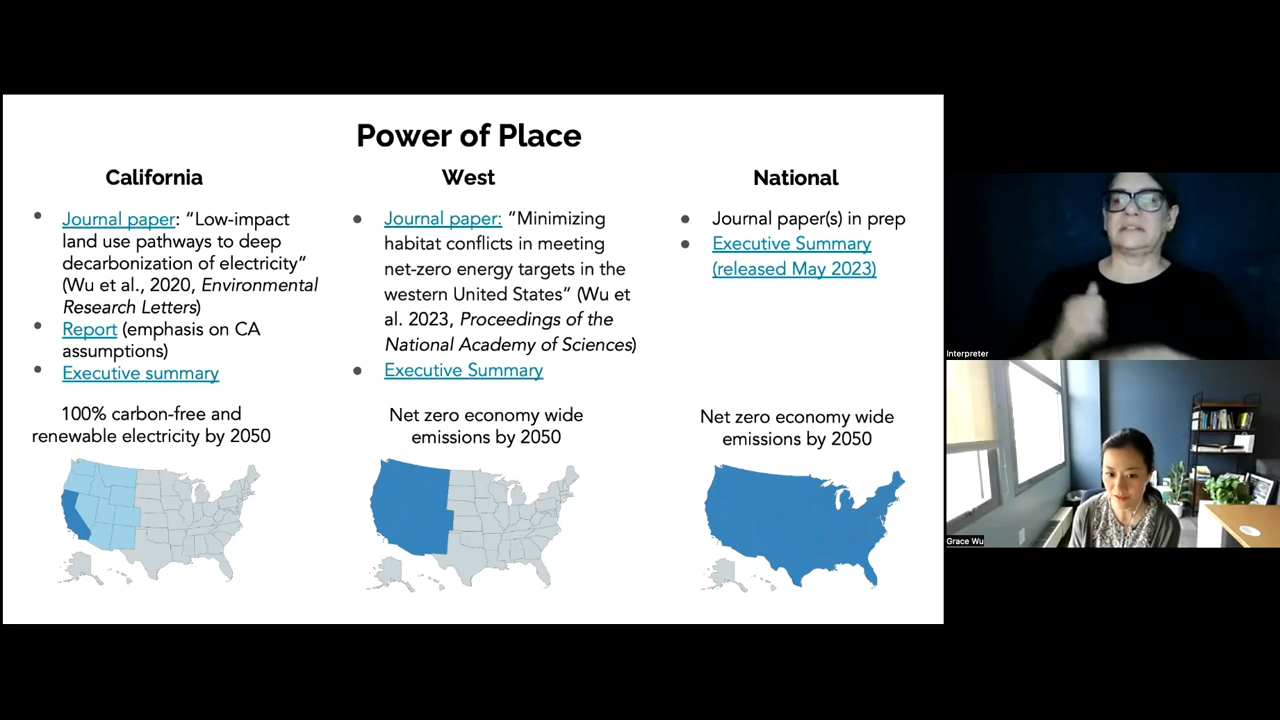 Power of Place
California
Journal paper: “Low-impact
land use pathways to deep
decarbonization of electricity”
(Wu et al., 2020, Environmental
Research Letters)
Report (emphasis on CA
assumptions)
Executive summary
100% carbon-free and
renewable electricity by 2050
West
Journal paper: “Minimizing
habitat conflicts in meeting
net-zero energy targets in the
western United States” (Wu et
al. 2023, Proceedings of the
National Academy of Sciences)
Executive Summary
Net zero economy wide
emissions by 2050
National
Journal paper(s) in prep
Executive Summary
(released May 2023)
Net zero economy wide
emissions by 2050
Interpreter
Grace Wu